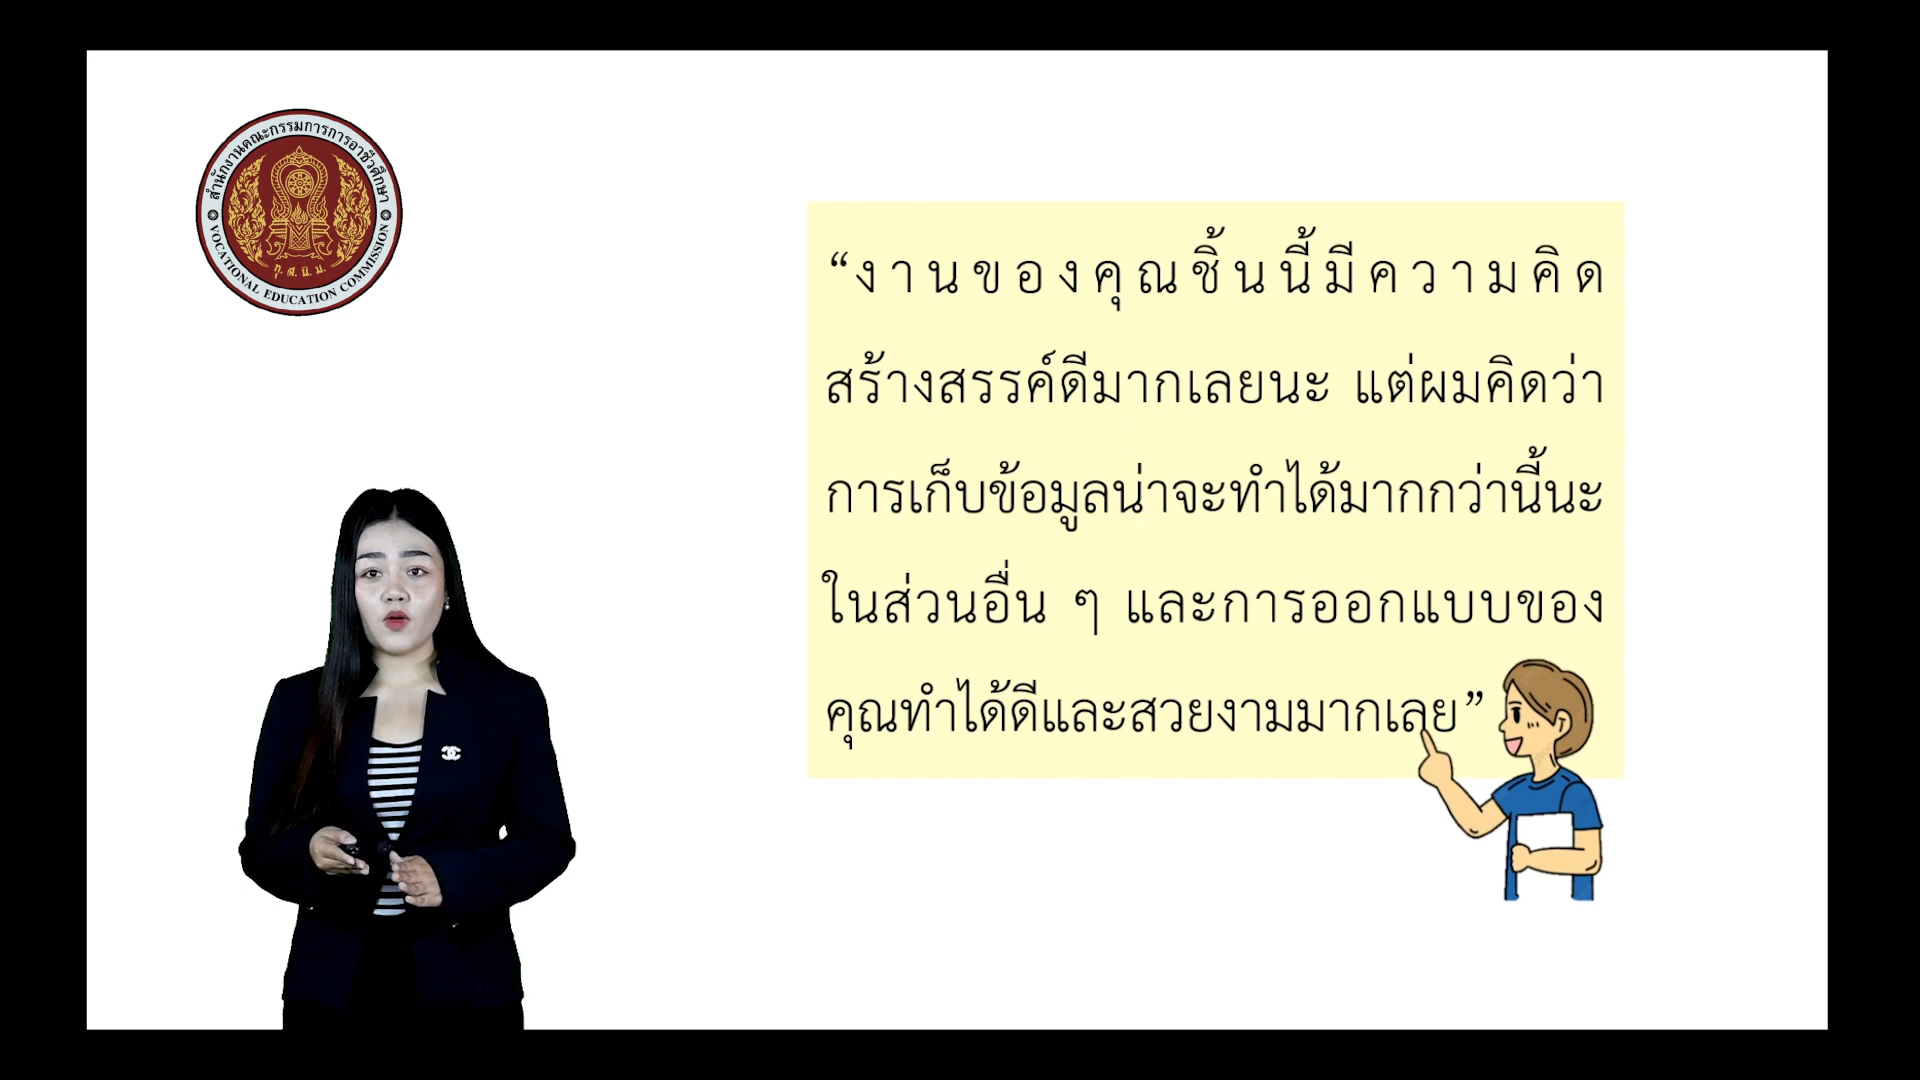 สำนักงานคณะกรรมการการอาชีวศึกษา
ทุ. ส. นิ. ม.
VOCATIONAL EDUCATION COMMISSION
“งานของคุณชิ้นนี้มีความคิด
สร้างสรรค์ดีมากเลยนะ แต่ผมคิดว่า
การเก็บข้อมูลน่าจะทำได้มากกว่านี้นะ
ในส่วนอื่น ๆ และการออกแบบของ
คุณทำได้ดีและสวยงามมากเลย”